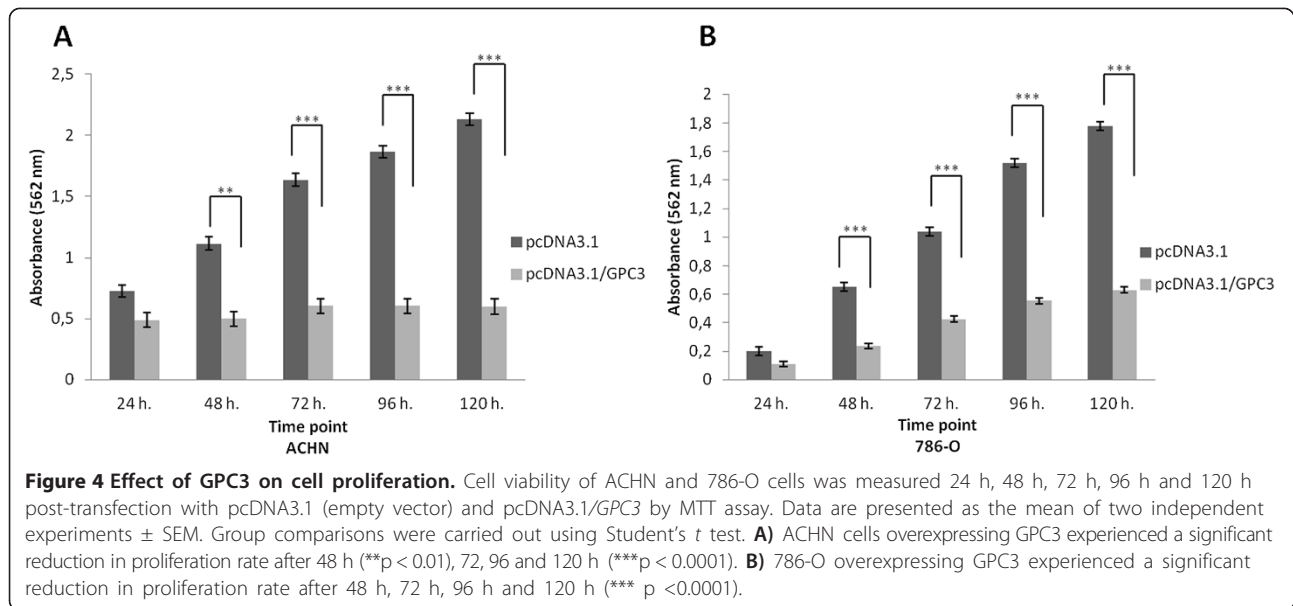 A
2,5
2
1,5
1
0,5
0
Absorbance (562 nm)
**
***
***
***
pcDNA3.1
pcDNA3.1/GPC3
24 h. 48 h. 72 h. 96 h. 120 h.
Time point
ACHN
B
2
1,8
1,6
1,4
1,2
1
0,8
0,6
0,4
0,2
0
Absorbance (562 nm)
***
***
***
***
pcDNA3.1
pcDNA3.1/GPC3
24 h. 48 h. 72 h. 96 h. 120 h.
Time point
786-O
Figure 4 Effect of GPC3 on cell proliferation. Cell viability of ACHN and 786-O cells was measured 24 h, 48 h, 72 h, 96 h and 120 h
post-transfection with pcDNA3.1 (empty vector) and pcDNA3.1/GPC3 by MTT assay. Data are presented as the mean of two independent
experiments ± SEM. Group comparisons were carried out using Student's t test. A) ACHN cells overexpressing GPC3 experienced a significant
reduction in proliferation rate after 48 h (**p < 0.01), 72, 96 and 120 h (***p < 0.0001). B) 786-O overexpressing GPC3 experienced a significant
reduction in proliferation rate after 48 h, 72 h, 96 h and 120 h (*** p <0.0001).